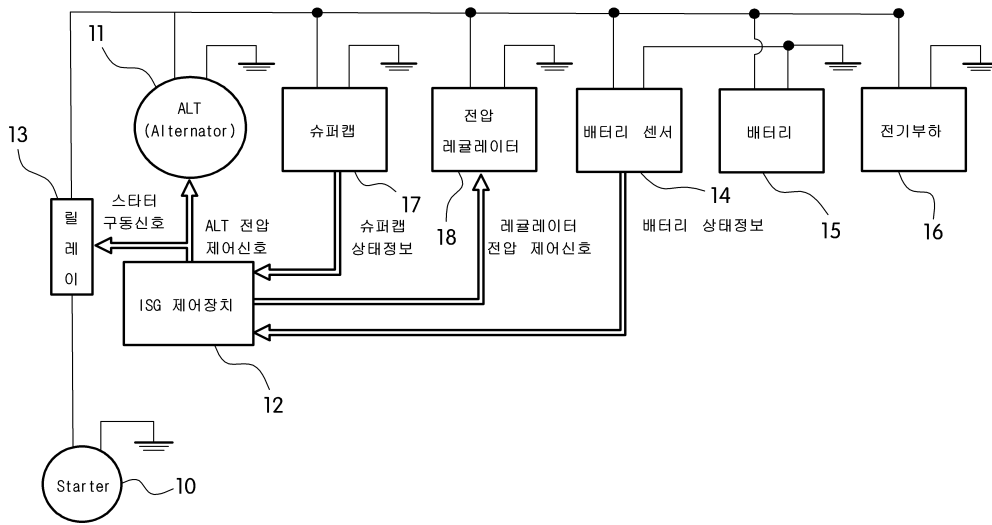 11
ALT
(Alternator)
슈퍼캡
전압
레귤레이터
배터리 센서
배터리
전기부하
13
17
18
14
15
16
릴
레
이
스타터
구동신호
ALT 전압
제어신호
슈퍼캡
상태정보
레귤레이터
전압 제어신호
배터리 상태정보
ISG 제어장치
12
Starter
10